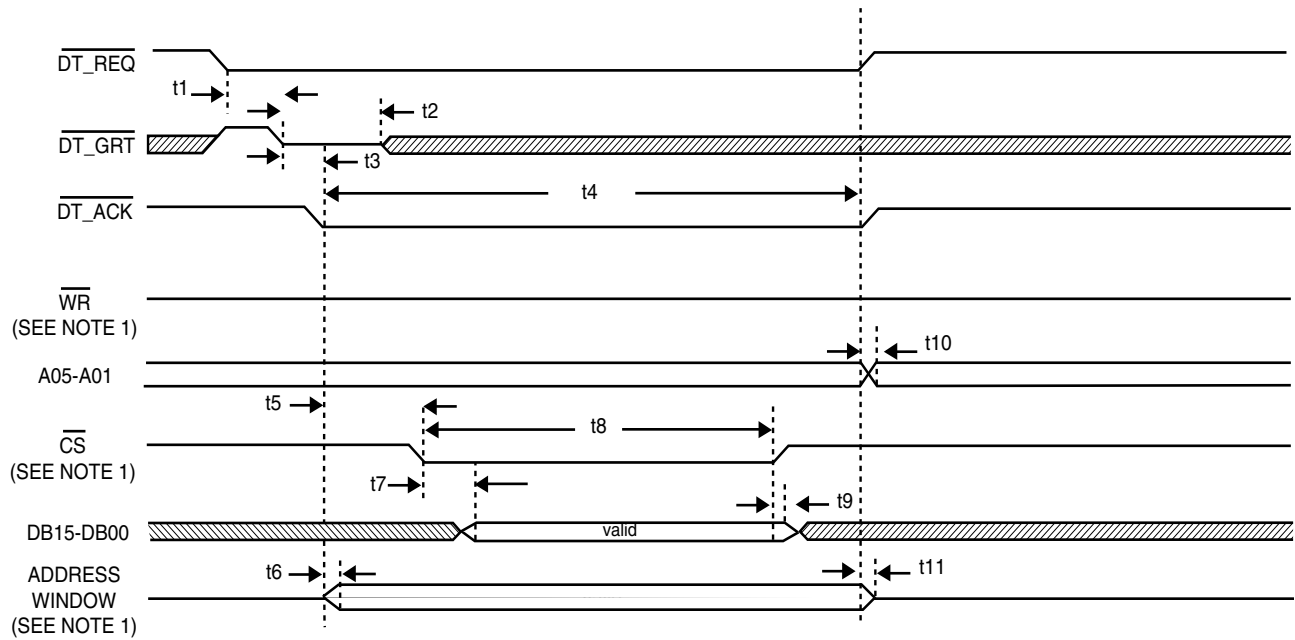 DT_REQ
t1
t2
DT_GRT
t3
t4
DT_ACK
WR
(SEE NOTE 1)
t10
A05-A01
t5
t8
CS
(SEE NOTE 1)
t7
t9
DB15-DB00
valid
ADDRESS
WINDOW
(SEE NOTE 1)
t6
t11